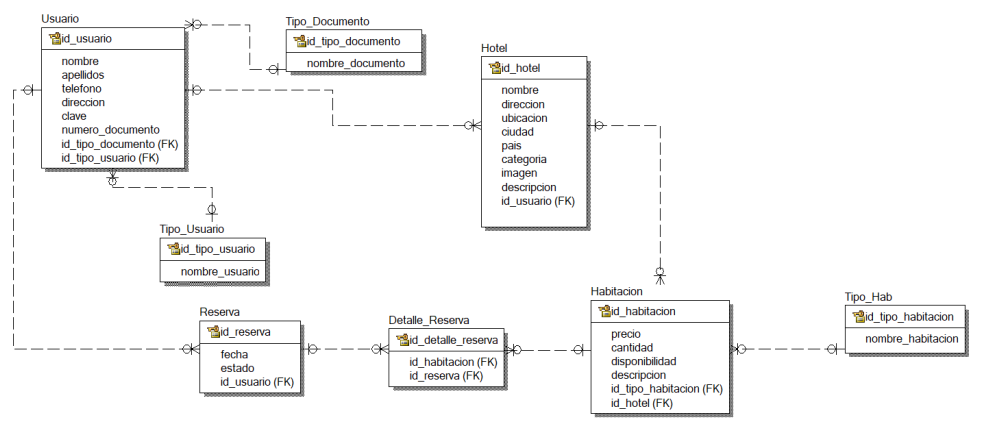 Usuario
id_usuario
nombre
apellidos
telefono
direccion
clave
numero_documento
id_tipo_documento (FK)
id_tipo_usuario (FK)
Tipo_Documento
id_tipo_documento
nombre_documento
Hotel
id_hotel
nombre
direccion
ubicacion
ciudad
pais
categoria
imagen
descripcion
id_usuario (FK)
Tipo_Usuario
id_tipo_usuario
nombre_usuario
Reserva
id_reserva
fecha
estado
id_usuario (FK)
Detalle_Reserva
id_detalle_reserva
id_habitacion (FK)
id_reserva (FK)
Habitacion
id_habitacion
precio
cantidad
disponibilidad
descripcion
id_tipo_habitacion (FK)
id_hotel (FK)
Tipo_Hab
id_tipo_habitacion
nombre_habitacion